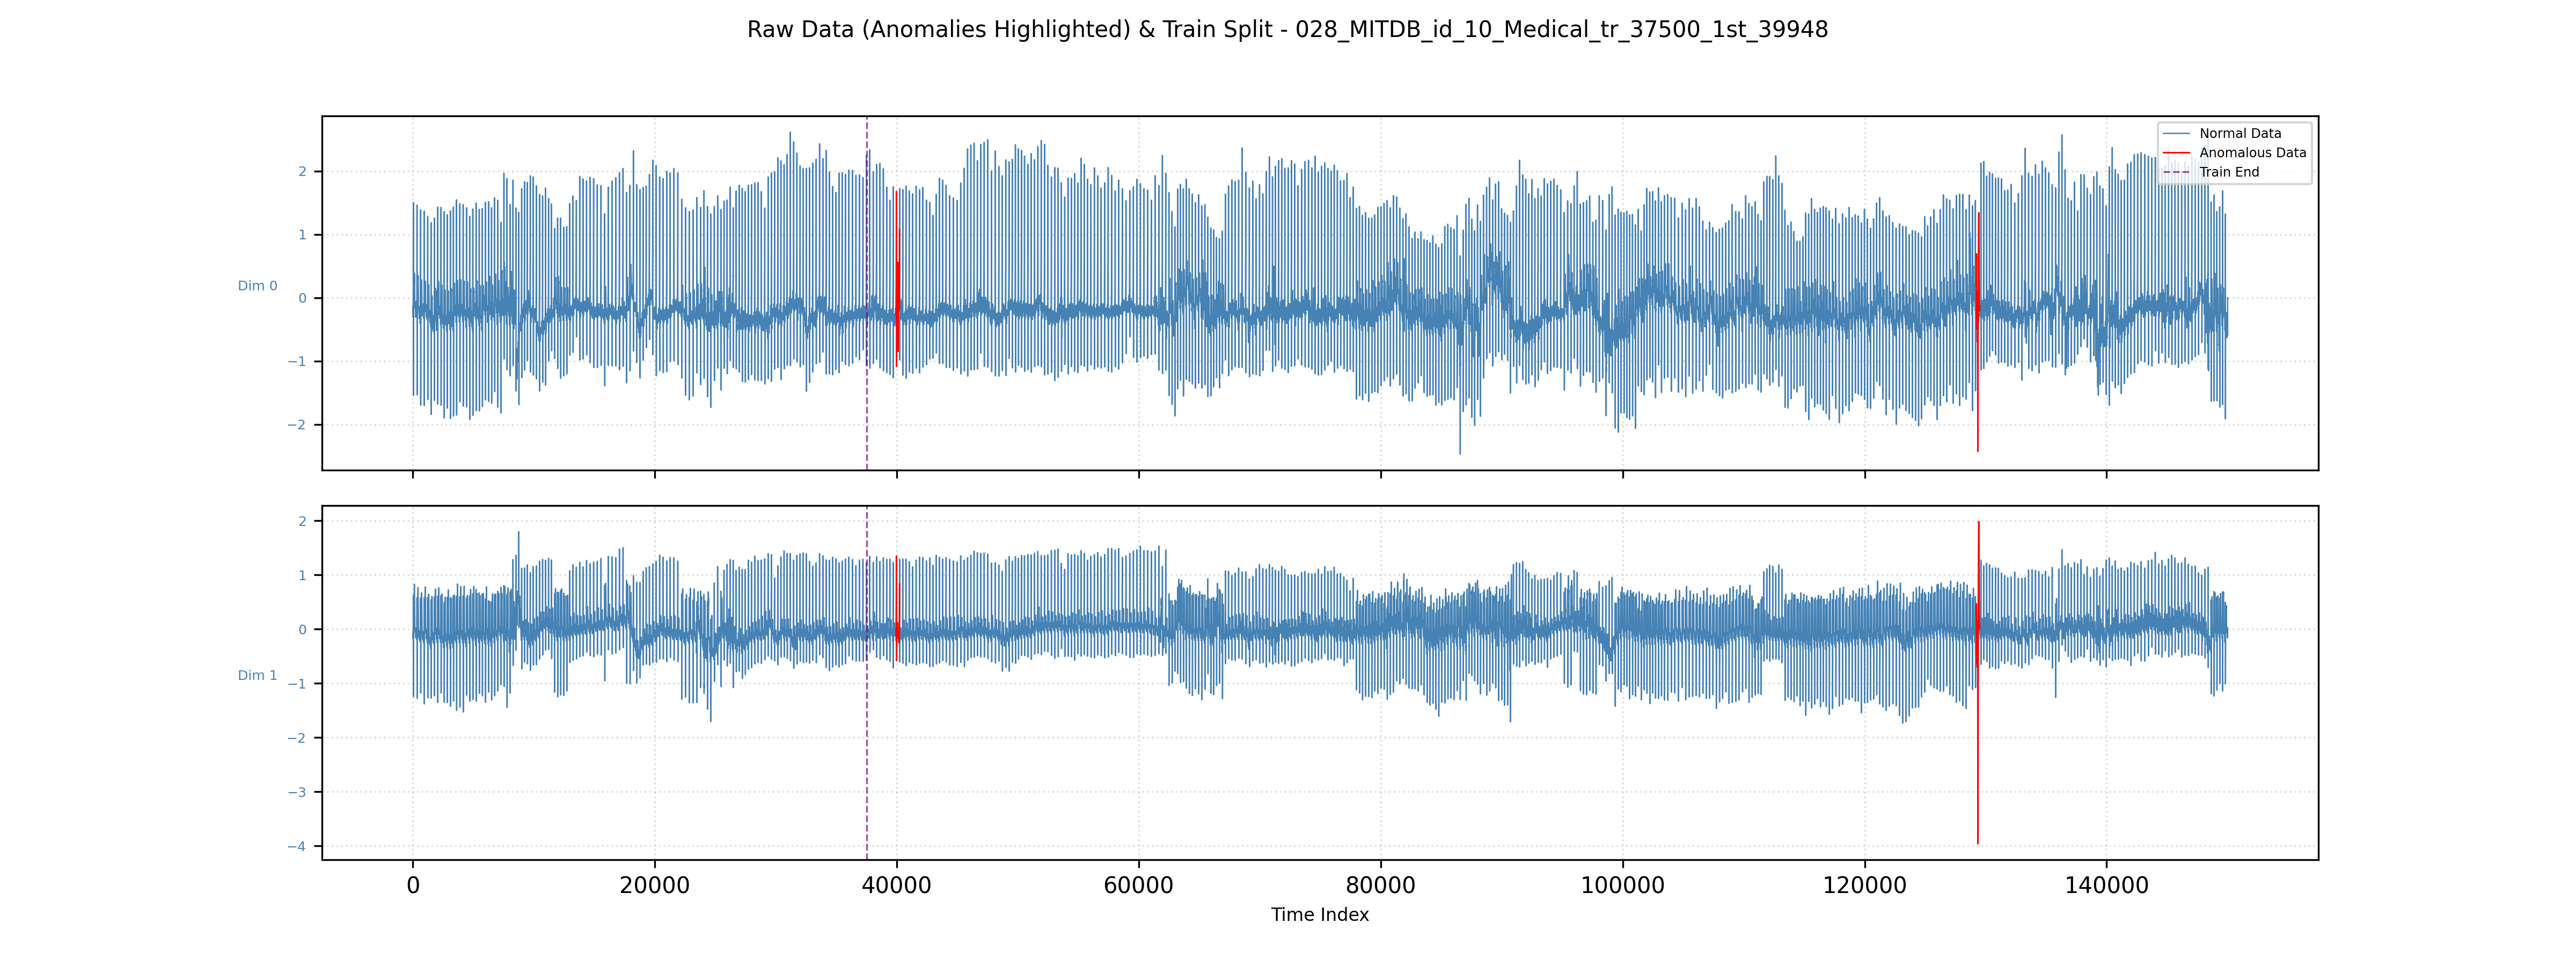 Raw Data (Anomalies Highlighted) & Train Split - 028_MITDB_id_10_Medical_tr_37500_1st_39948
Normal Data
Anomalous Data
Train End
2
1
Dim 0
0
−1
−2
2
1
0
Dim 1
−1
−2
−3
−4
0 20000 40000 60000 80000 100000 120000 140000
Time Index